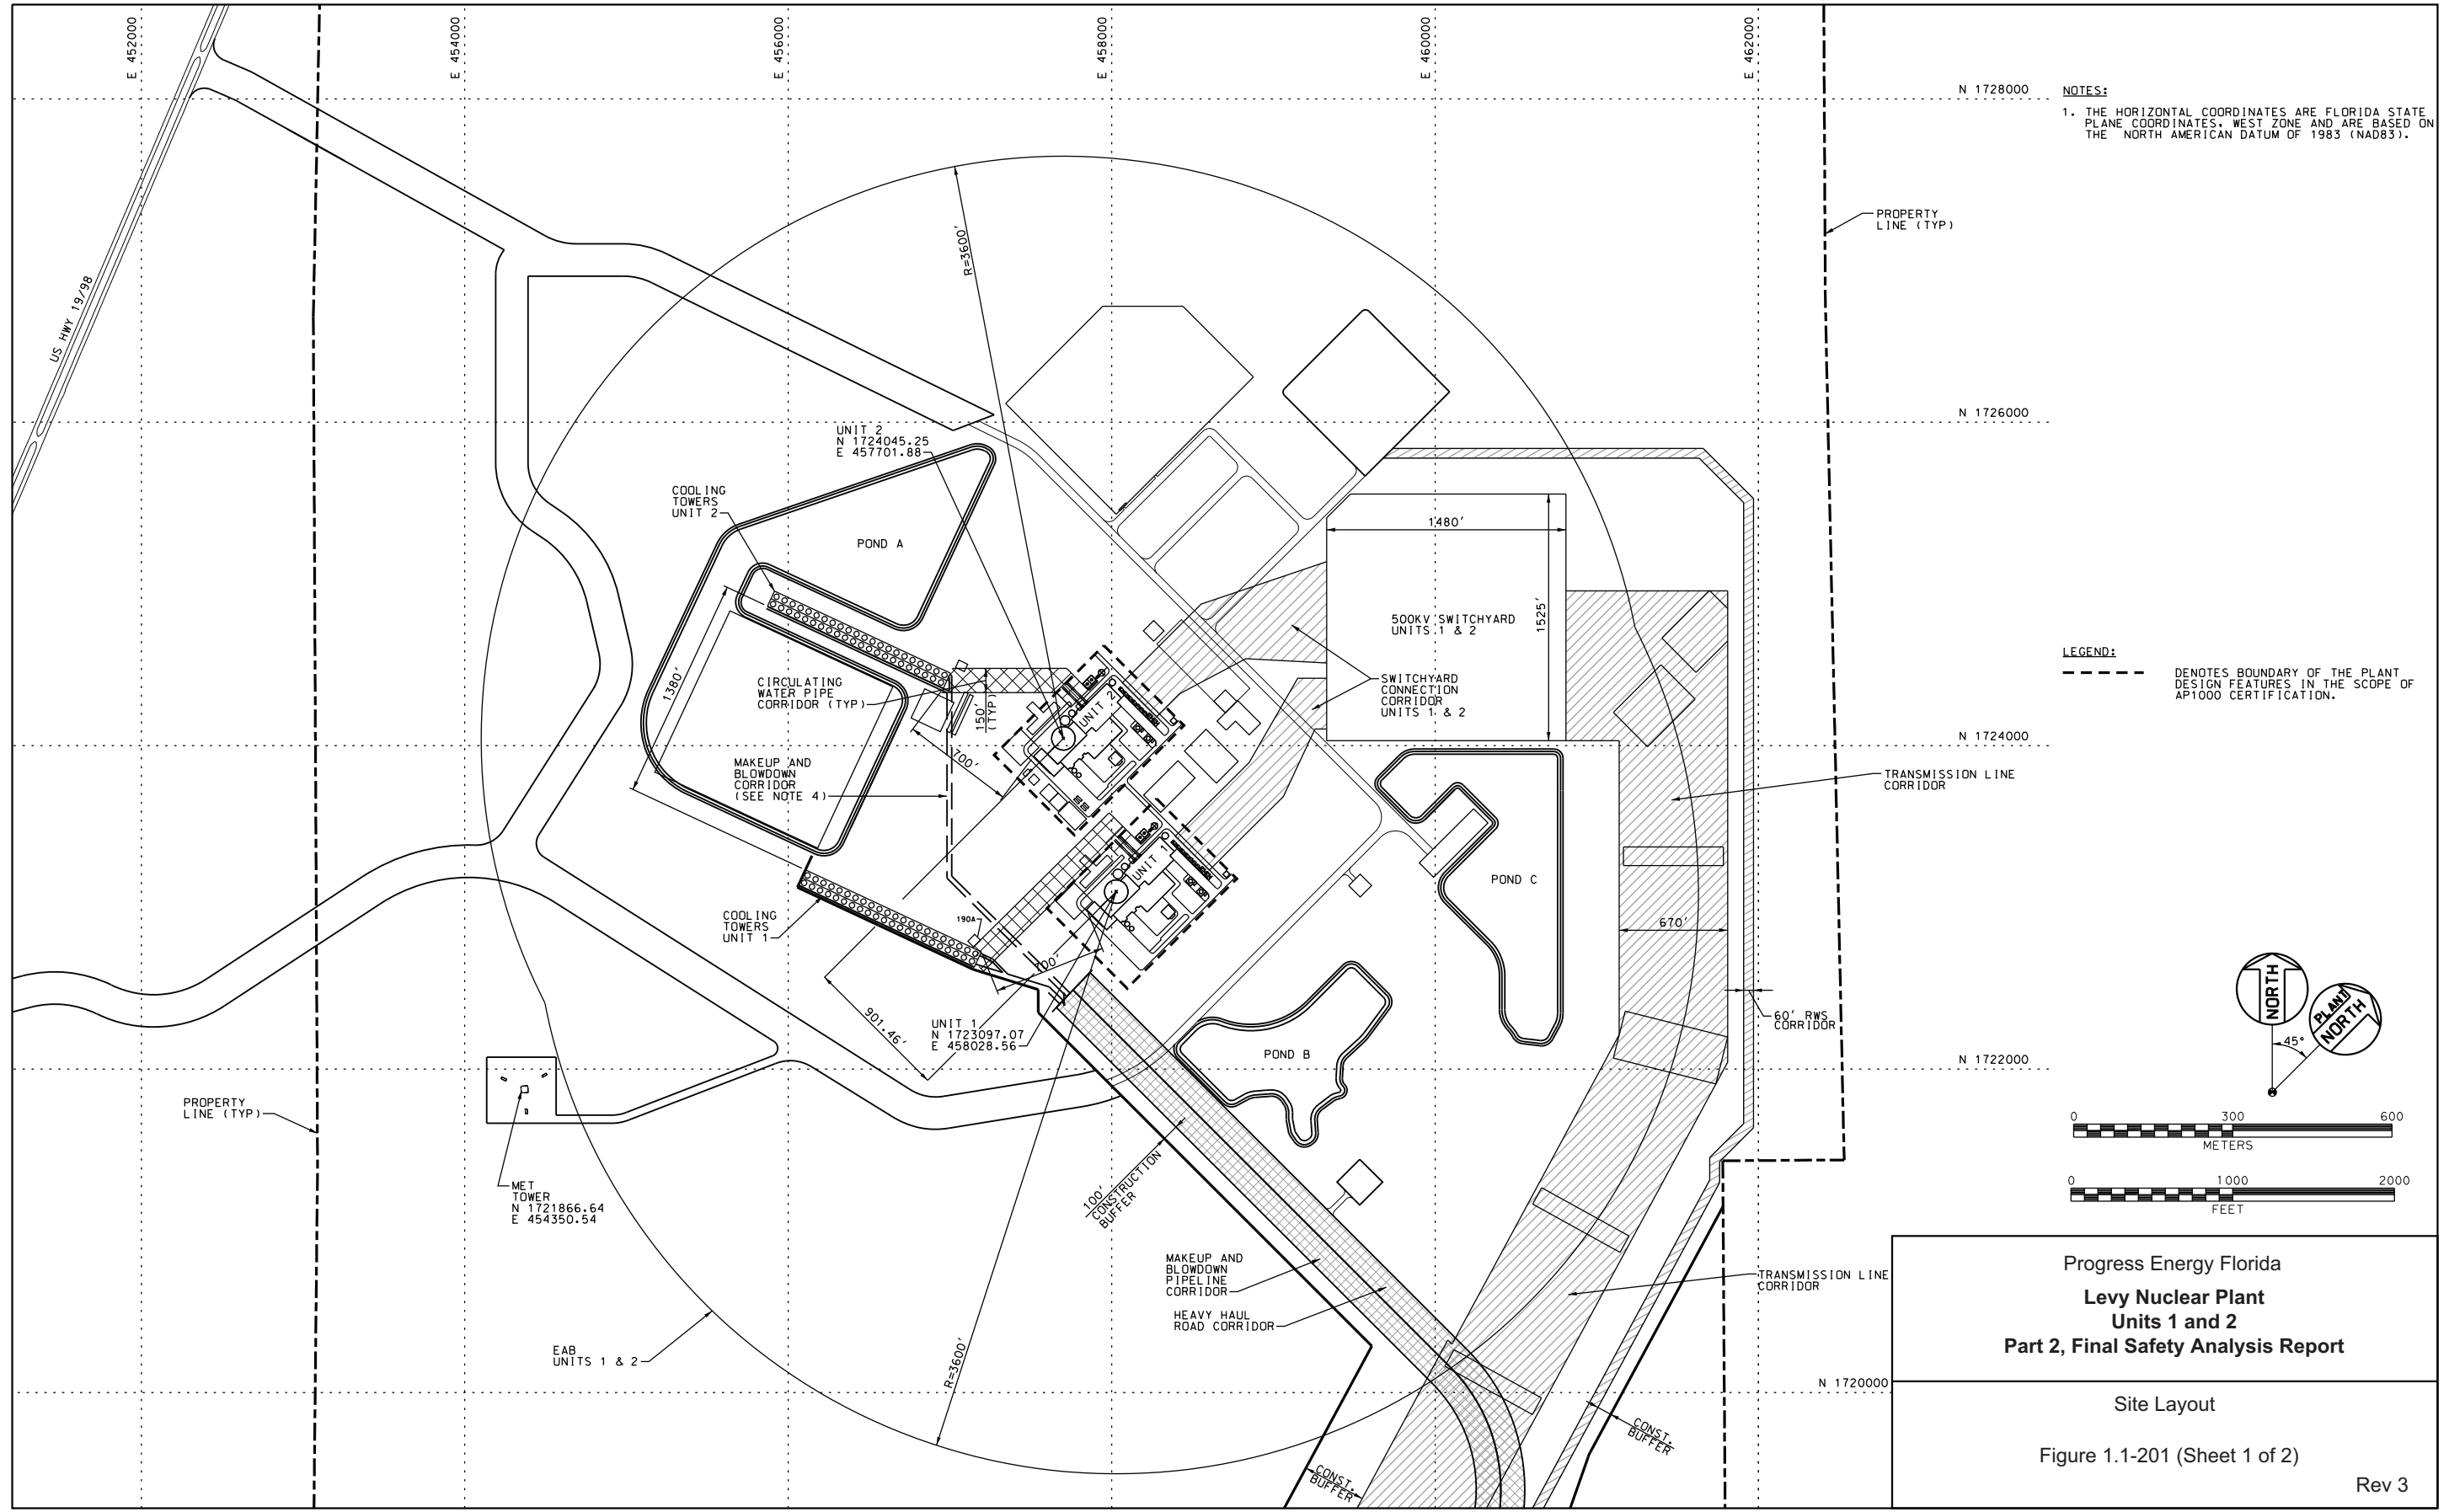 E 452000
E 454000
E 456000
E 458000
E 460000
E 462000
N 1728000
NOTES:
1. THE HORIZONTAL COORDINATES ARE FLORIDA STATE
PLANE COORDINATES. WEST ZONE AND ARE BASED ON
THE NORTH AMERICAN DATUM OF 1983 (NAD83).
PROPERTY
LINE (TYP)
R=3600'
US HWY 19/98
N 1726000
UNIT 2
N 1724045.25
E 457701.88
COOLING
TOWERS
UNIT 2
POND A
1480'
1525'
500KV SWITCHYARD
UNITS 1 & 2
LEGEND:
DENOTES BOUNDARY OF THE PLANT
DESIGN FEATURES IN THE SCOPE OF
AP1000 CERTIFICATION.
1380'
CIRCULATING
WATER PIPE
CORRIDOR (TYP)
150'
(TYP)
UNIT 2
SWITCHYARD
CONNECTION
CORRIDOR
UNITS 1 & 2
N 1724000
700'
MAKEUP AND
BLOWDOWN
CORRIDOR
(SEE NOTE 4)
TRANSMISSION LINE
CORRIDOR
UNIT 1
POND C
COOLING
TOWERS
UNIT 1
190A
670'
901.46'
UNIT 1
N 1723097.07
E 458028.56
60' RWS
CORRIDOR
NORTH
PLANT
NORTH
45°
POND B
N 1722000
PROPERTY
LINE (TYP)
0 300 600
METERS
0 1000 2000
FEET
MET
TOWER
N 1721866.64
E 454350.54
100'
CONSTRUCTION
BUFFER
MAKEUP AND
BLOWDOWN
PIPELINE
CORRIDOR
HEAVY HAUL
ROAD CORRIDOR
TRANSMISSION LINE
CORRIDOR
EAB
UNITS 1 & 2
R=3600'
N 1720000
CONST.
BUFFER
CONST.
BUFFER
Progress Energy Florida
Levy Nuclear Plant
Units 1 and 2
Part 2, Final Safety Analysis Report
Site Layout
Figure 1.1-201 (Sheet 1 of 2)
Rev 3